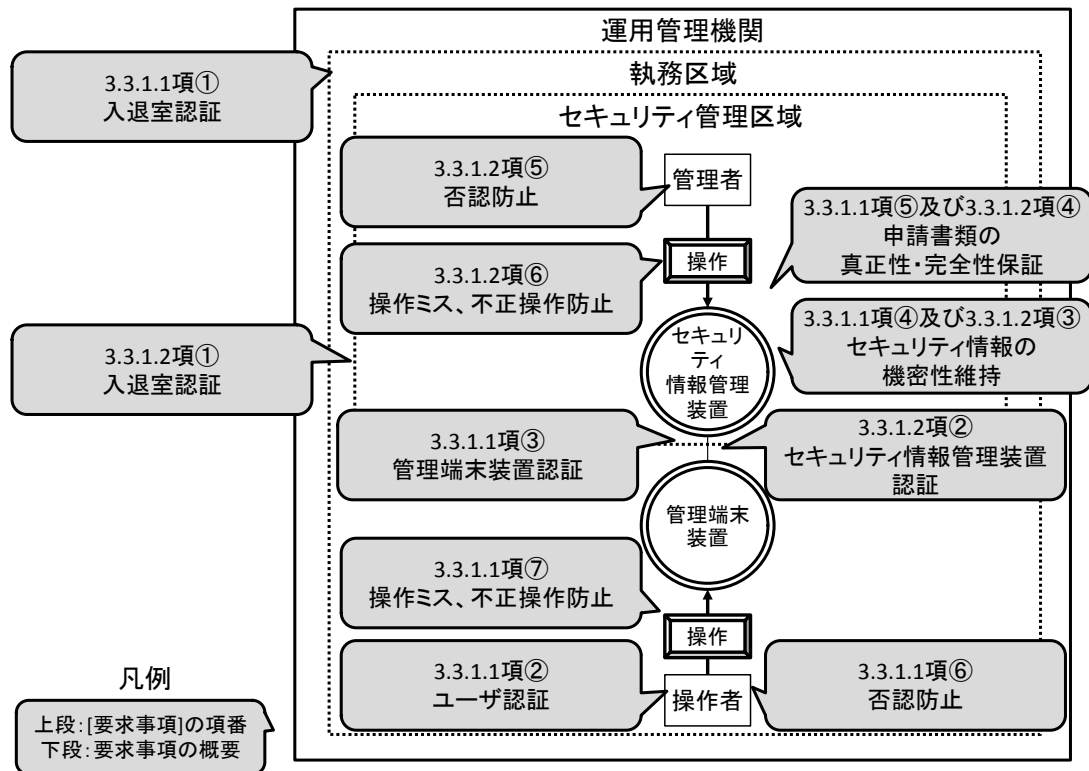 運用管理機関
執務区域
セキュリティ管理区域
3.3.1.1項①
入退室認証
3.3.1.2項⑤
否認防止
管理者
3.3.1.1項⑤及び3.3.1.2項④
申請書類の
真正性・完全性保証
操作
3.3.1.2項⑥
操作ミス、不正操作防止
3.3.1.1項④及び3.3.1.2項③
セキュリティ情報の
機密性維持
セキュリ
ティ
情報管理
装置
3.3.1.2項①
入退室認証
3.3.1.1項③
管理端末装置認証
3.3.1.2項②
セキュリティ情報管理装置
認証
管理端末
装置
3.3.1.1項⑦
操作ミス、不正操作防止
操作
3.3.1.1項②
ユーザ認証
操作者
3.3.1.1項⑥
否認防止
凡例
上段:[要求事項]の項番
下段:要求事項の概要